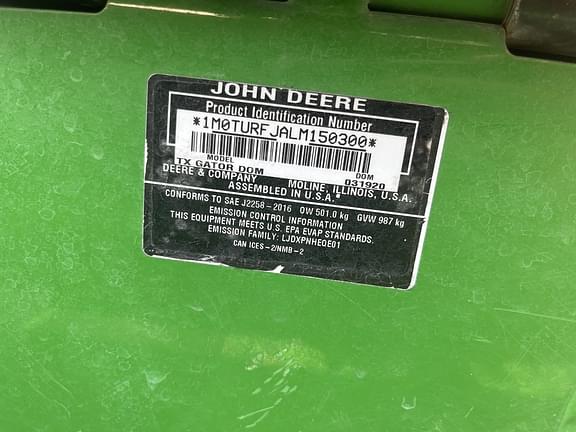 JOHN DEERE
Product Identification Number
*1M0TURFJALM150300*
MODEL DOM
TX GATOR DOM 031920
DEERE & COMPANY MOLINE, ILLINOIS, U.S.A.
ASSEMBLED IN U.S.A.*
CONFORMS TO SAE J2258-2016 OW 501.0 kg GVW 987 kg
EMISSION CONTROL INFORMATION
THIS EQUIPMENT MEETS U.S. EPA EVAP STANDARDS.
EMISSION FAMILY: LJDXPNHEQE01
CAN ICES-2/NMB-2